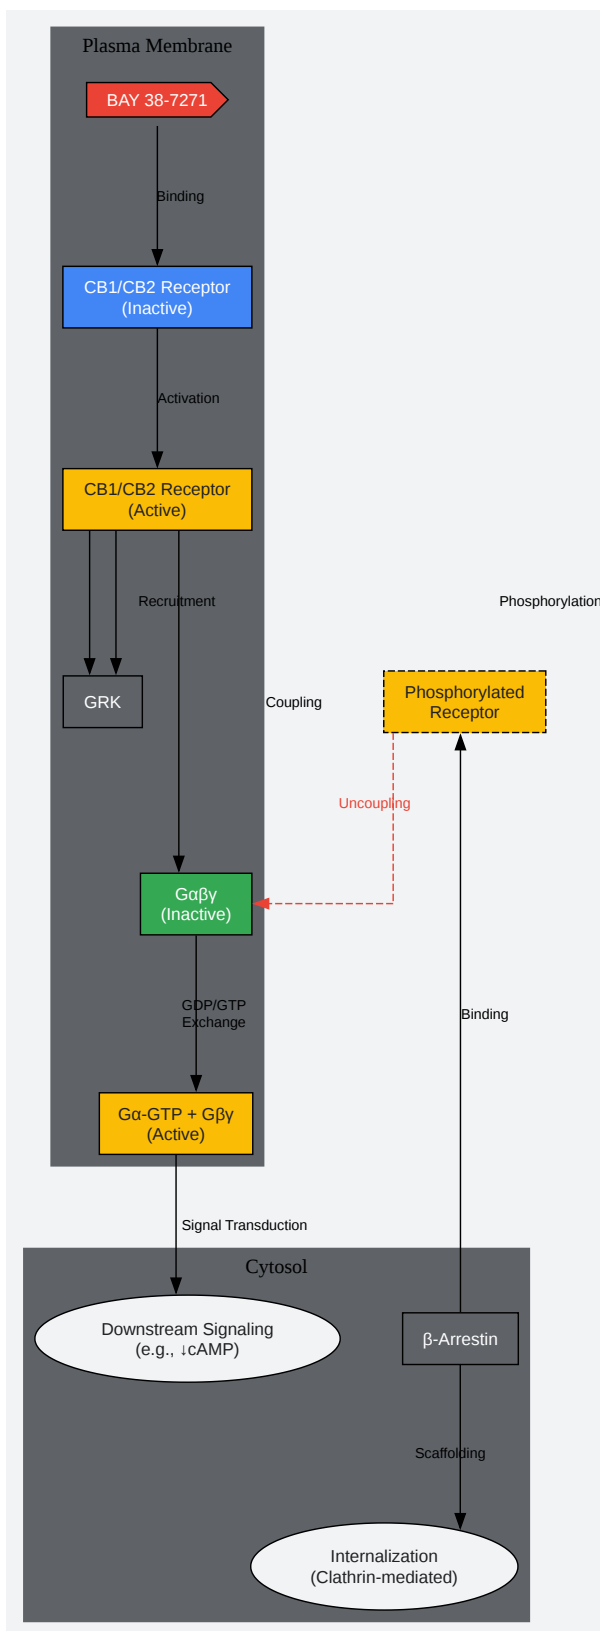 Plasma Membrane
BAY 38-7271
Binding
CB1/CB2 Receptor
(Inactive)
Activation
CB1/CB2 Receptor
(Active)
Recruitment
Phosphorylation
GRK
Coupling
Phosphorylated
Receptor
Uncoupling
Gαβγ
(Inactive)
GDP/GTP
Exchange
Binding
Gα-GTP + Gβγ
(Active)
Signal Transduction
Cytosol
Downstream Signaling
(e.g., ↓cAMP)
β-Arrestin
Scaffolding
Internalization
(Clathrin-mediated)